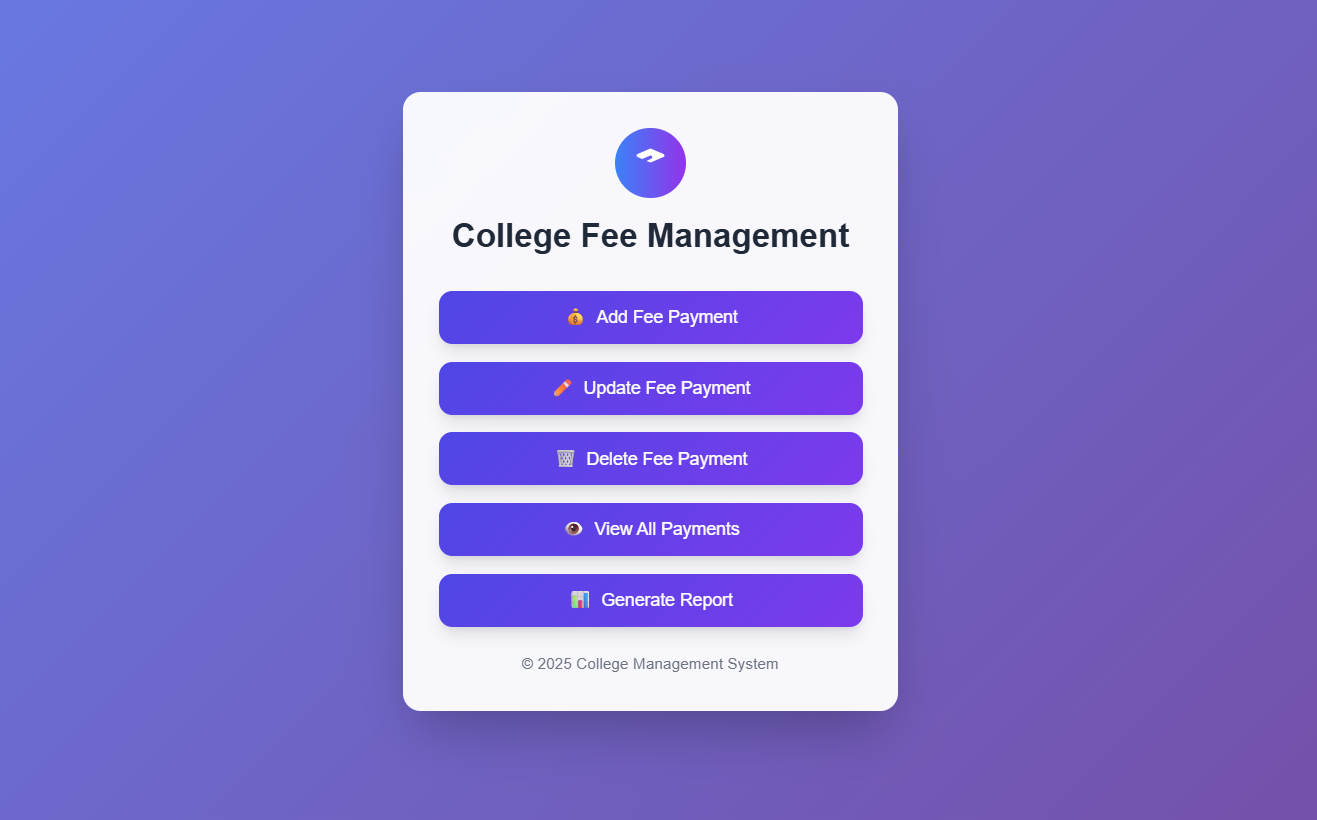 College Fee Management
💰 Add Fee Payment
✏️ Update Fee Payment
🗑️ Delete Fee Payment
👁️ View All Payments
📊 Generate Report
© 2025 College Management System